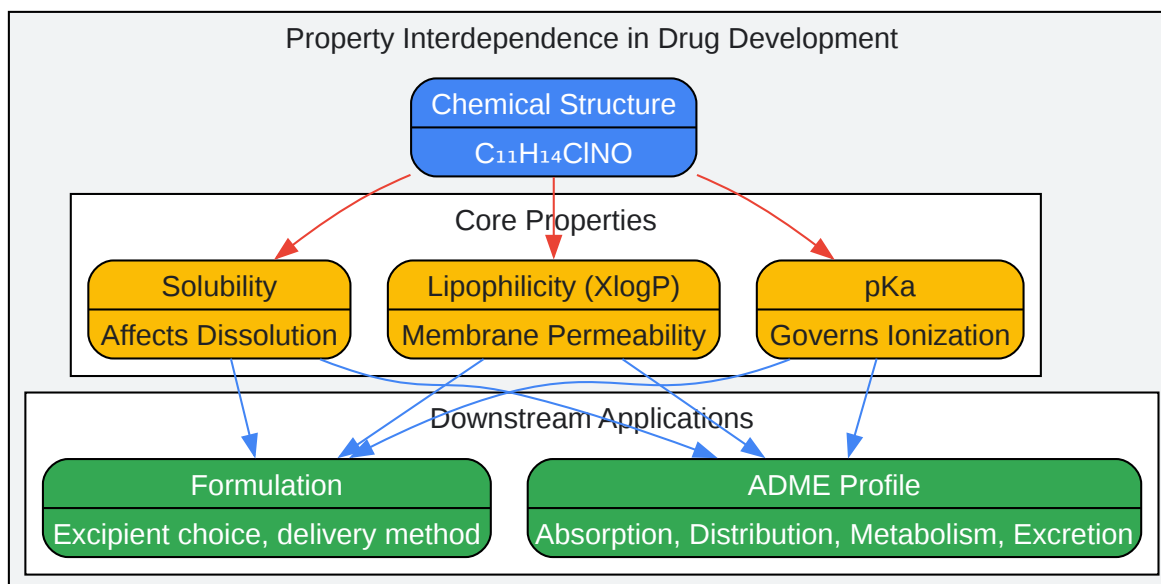 Property Interdependence in Drug Development
Chemical Structure
C₁₁H₁₄ClNO
Core Properties
Solubility
Affects Dissolution
Lipophilicity (XlogP)
Membrane Permeability
pKa
Governs Ionization
Downstream Applications
Formulation
Excipient choice, delivery method
ADME Profile
Absorption, Distribution, Metabolism, Excretion